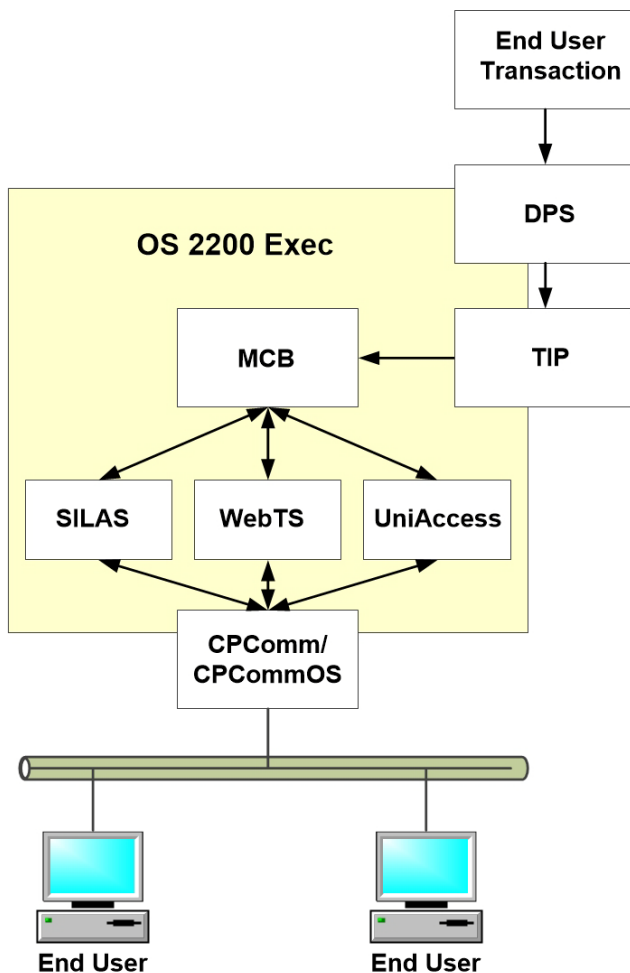 End User
Transaction
DPS
OS 2200 Exec
MCB
TIP
SILAS
WebTS
UniAccess
CPComm/
CPCommOS
End User
End User